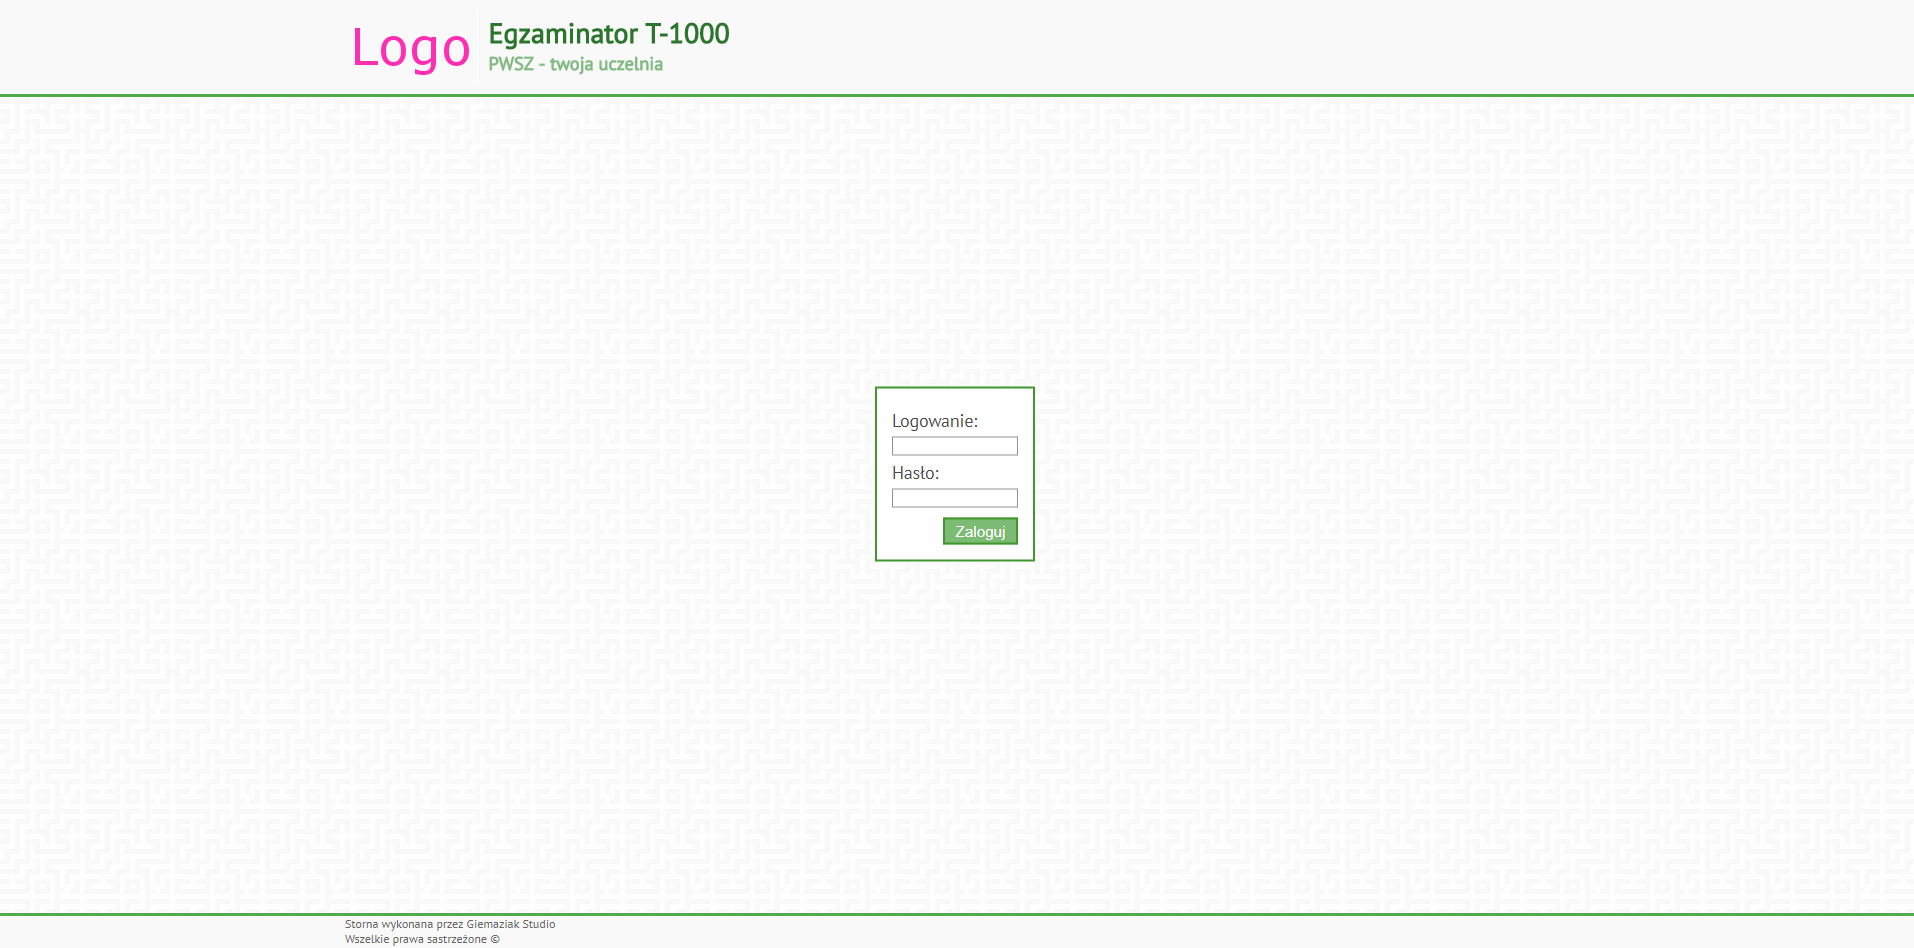 Logo
Egzaminator T-1000
PWSZ - twoja uczelnia
Logowanie:
Hasło:
Zaloguj
Storna wykonana przez Giemaziak Studio
Wszelkie prawa sastrzeżone ©